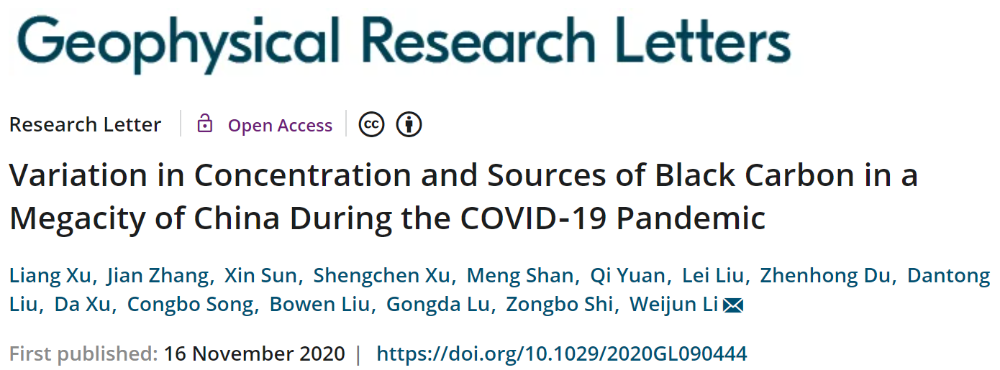 Geophysical Research Letters
Research Letter | Open Access | cc
Variation in Concentration and Sources of Black Carbon in a
Megacity of China During the COVID-19 Pandemic
Liang Xu, Jian Zhang, Xin Sun, Shengchen Xu, Meng Shan, Qi Yuan, Lei Liu, Zhenhong Du, Dantong
Liu, Da Xu, Congbo Song, Bowen Liu, Gongda Lu, Zongbo Shi, Weijun Li
First published: 16 November 2020 | https://doi.org/10.1029/2020GL090444